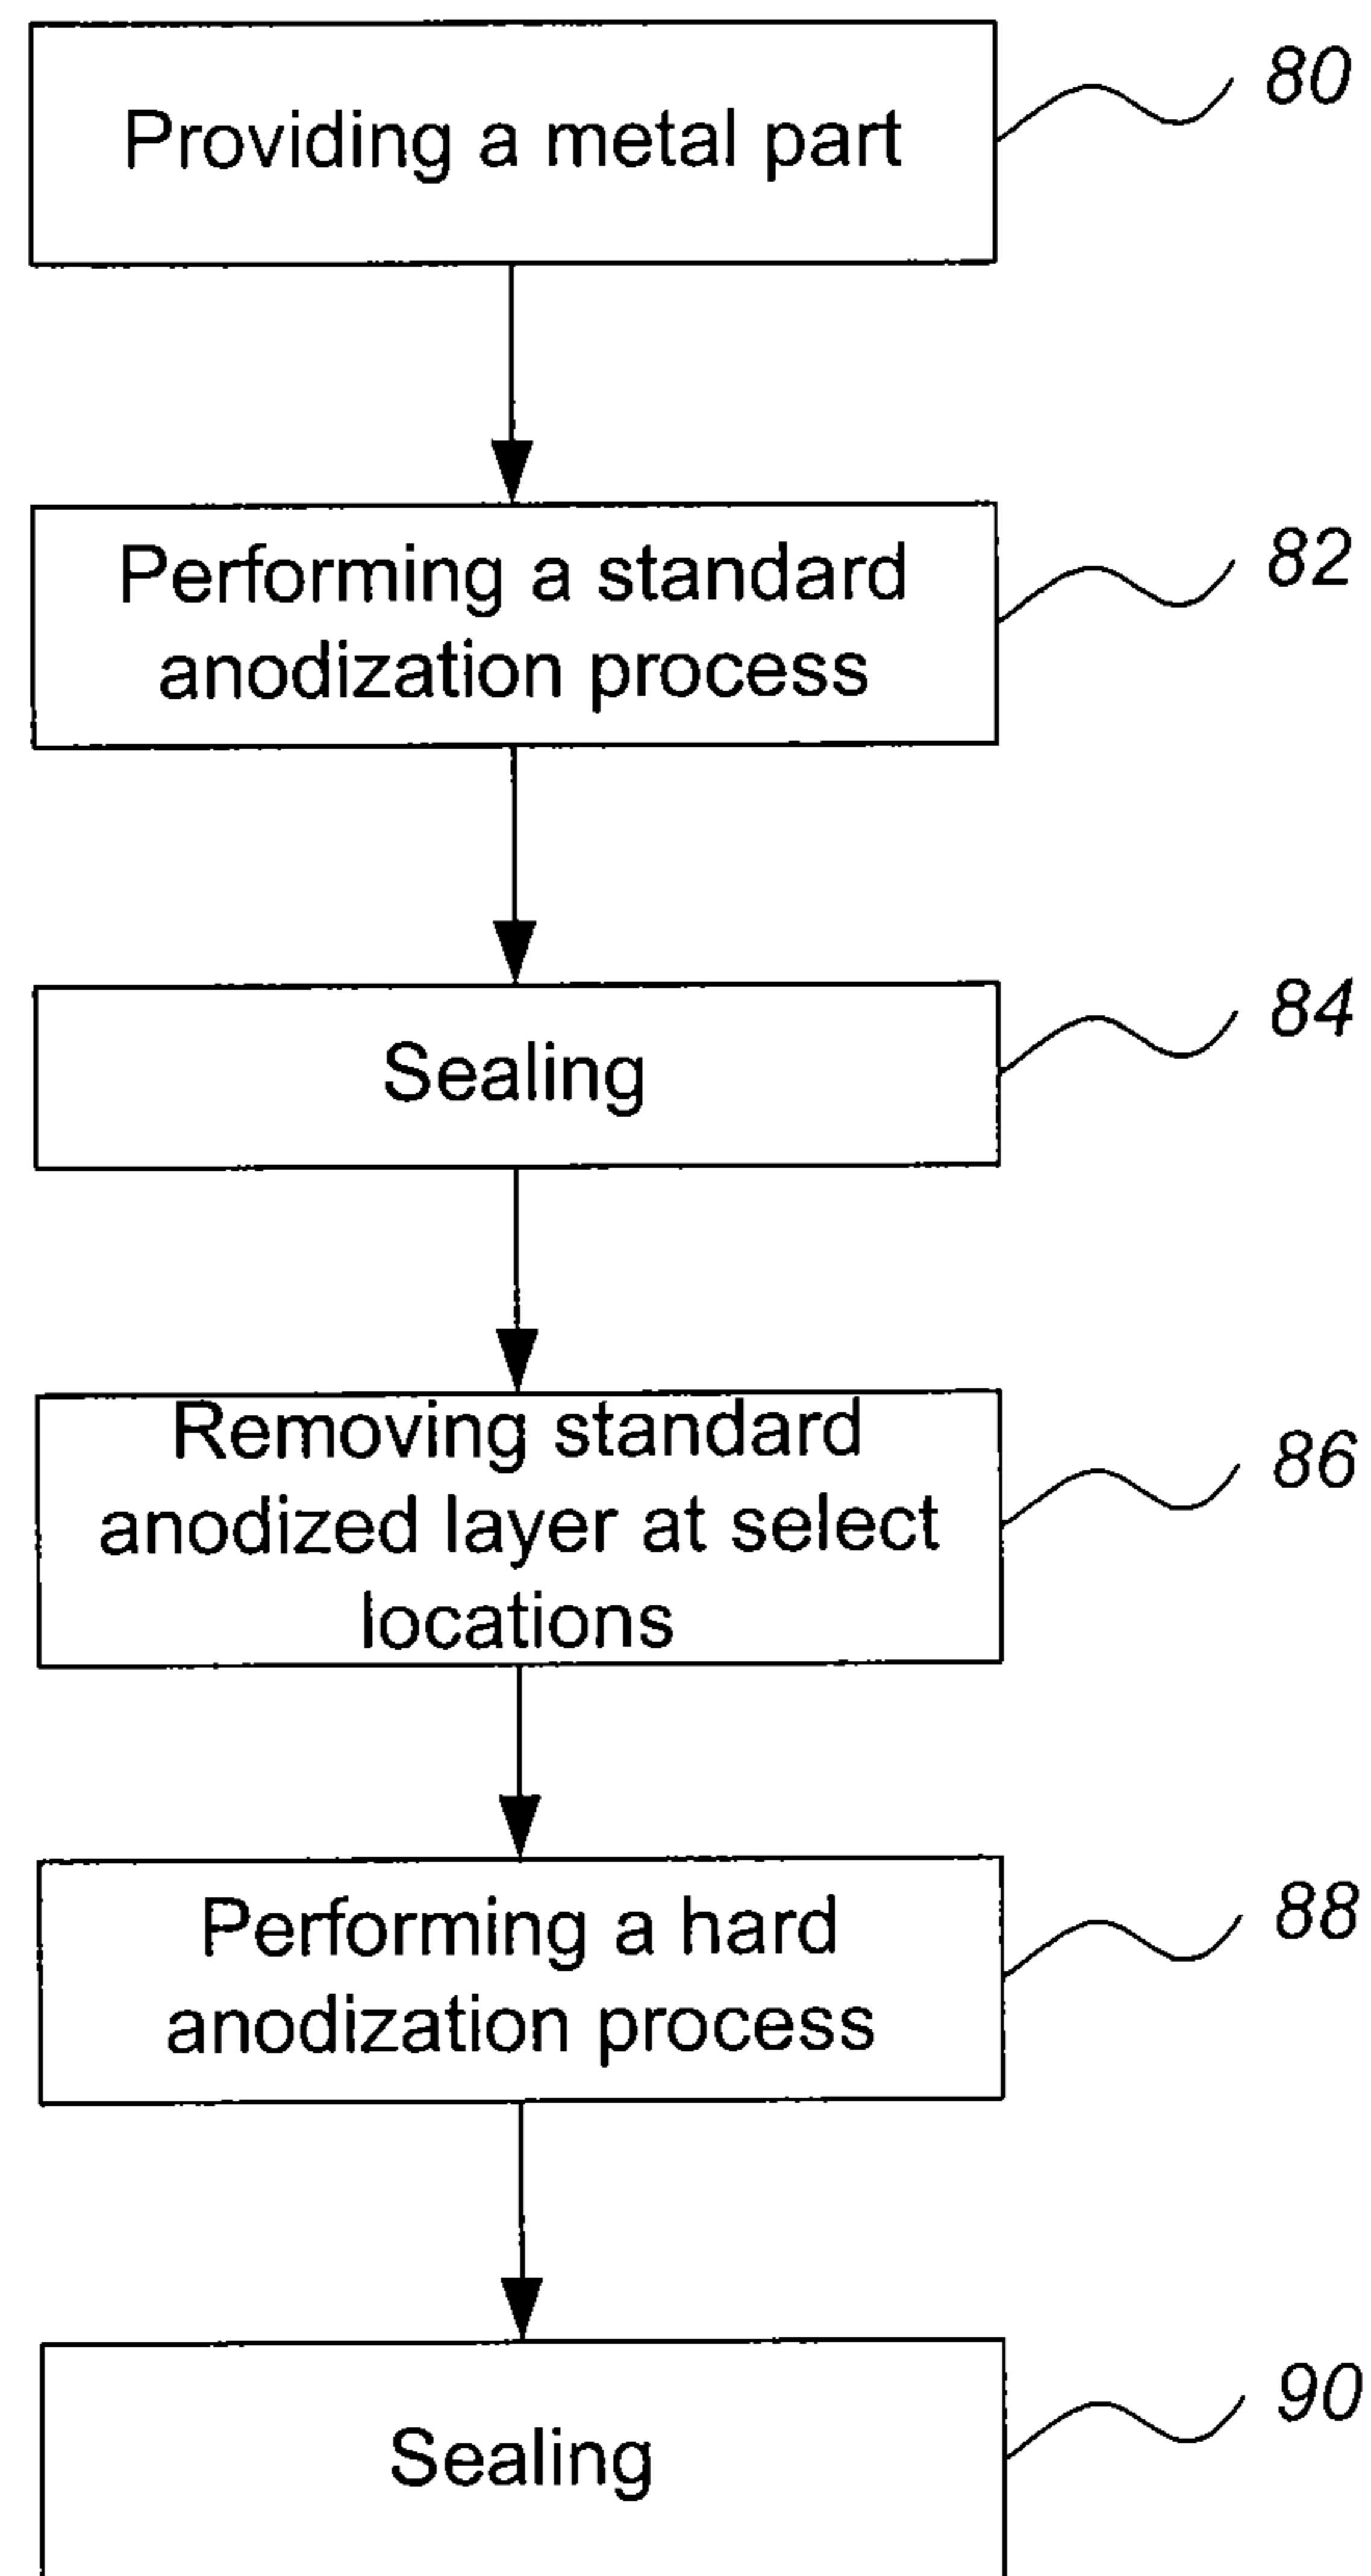 Providing a metal part
80
Performing a standard
anodization process
82
Sealing
84
Removing standard
anodized layer at select
locations
86
Performing a hard
anodization process
88
Sealing
90